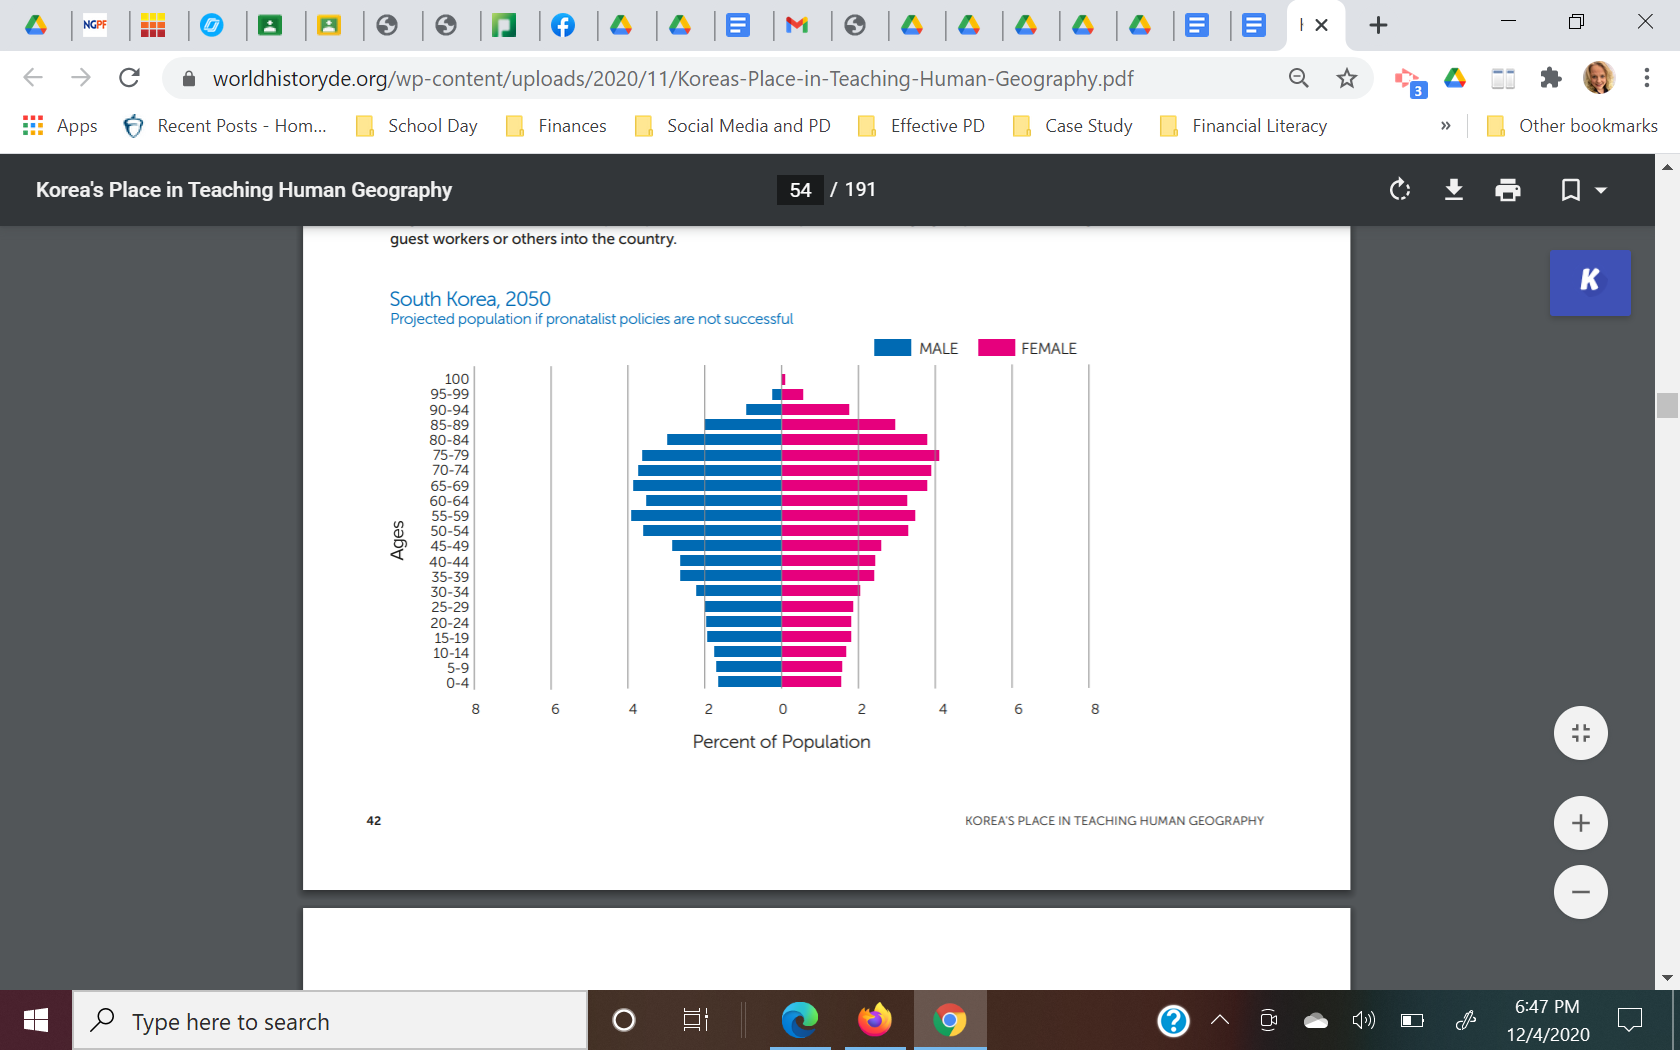 NGPF
worldhistoryde.org/wp-content/uploads/2020/11/Koreas-Place-in-Teaching-Human-Geography.pdf
3
Apps
Recent Posts - Hom...
School Day
Finances
Social Media and PD
Effective PD
Case Study
Financial Literacy
»
Other bookmarks
Korea's Place in Teaching Human Geography
54 / 191
guest workers or others into the country.
K
South Korea, 2050
Projected population if pronatalist policies are not successful
MALE FEMALE
100
95-99
90-94
85-89
80-84
75-79
70-74
65-69
60-64
55-59
50-54
45-49
40-44
35-39
30-34
25-29
20-24
15-19
10-14
5-9
0-4
Ages
8 6 4 2 0 2 4 6 8
Percent of Population
42
KOREA'S PLACE IN TEACHING HUMAN GEOGRAPHY
Type here to search
6:47 PM
12/4/2020